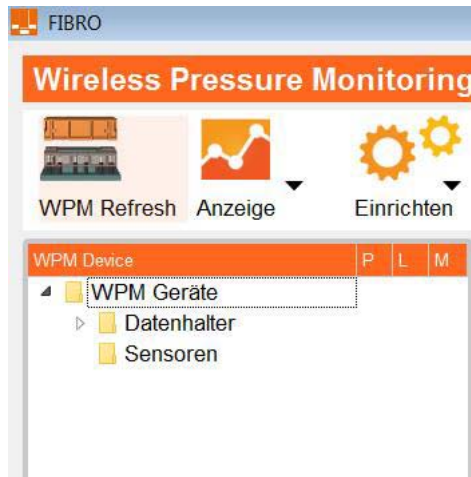 FIBRO
Wireless Pressure Monitoring
WPM Refresh Anzeige Einrichten
WPM Device P L M
WPM Geräte
Datenhalter
Sensoren